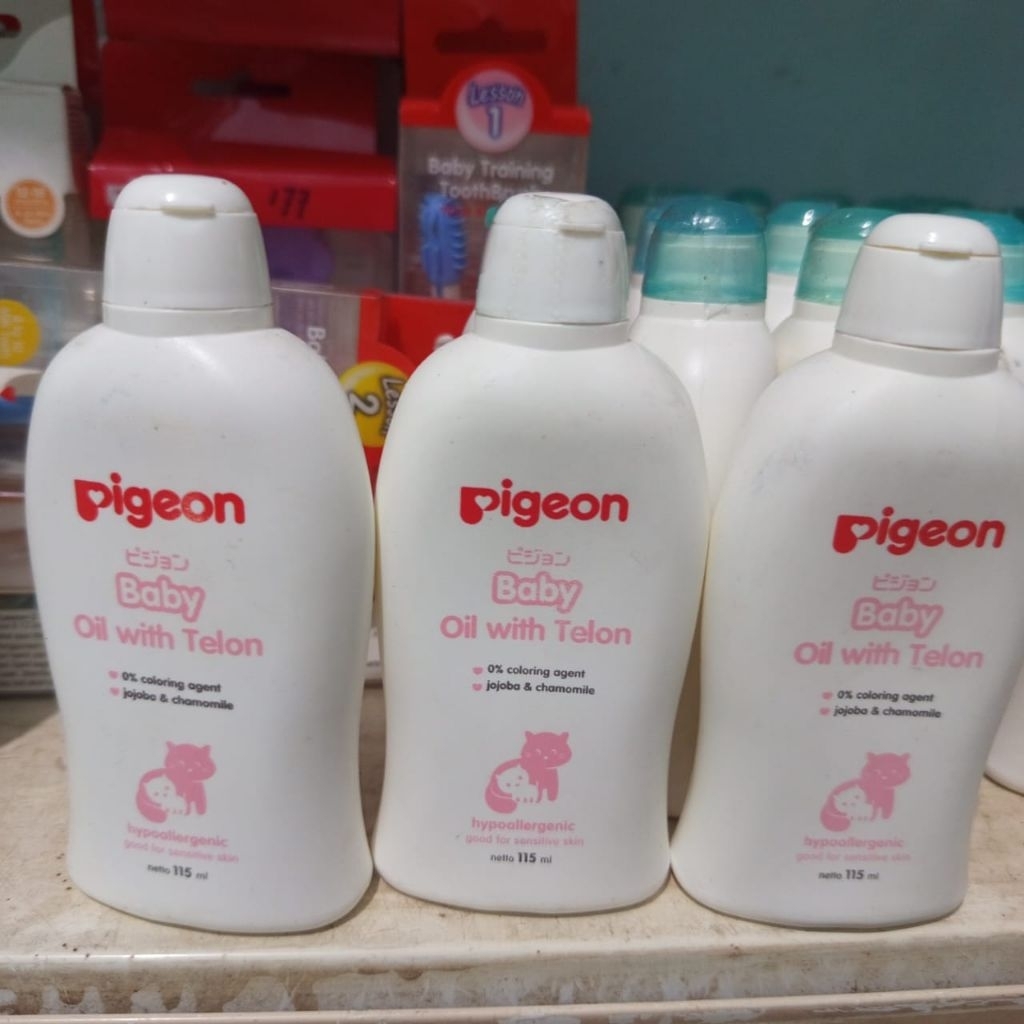 Lesson
1
Baby Training
ToothBrush
177
Lesson
2
pigeon
ピジョン
Baby
Oil with Telon
0% coloring agent
jojoba & chamomile
hypoallergenic
good for sensitive skin
netto 115 ml
pigeon
ピジョン
Baby
Oil with Telon
0% coloring agent
jojoba & chamomile
hypoallergenic
good for sensitive skin
netto 115 ml
pigeon
ピジョン
Baby
Oil with Telon
0% coloring agent
jojoba & chamomile
hypoallergenic
good for sensitive skin
netto 115 ml